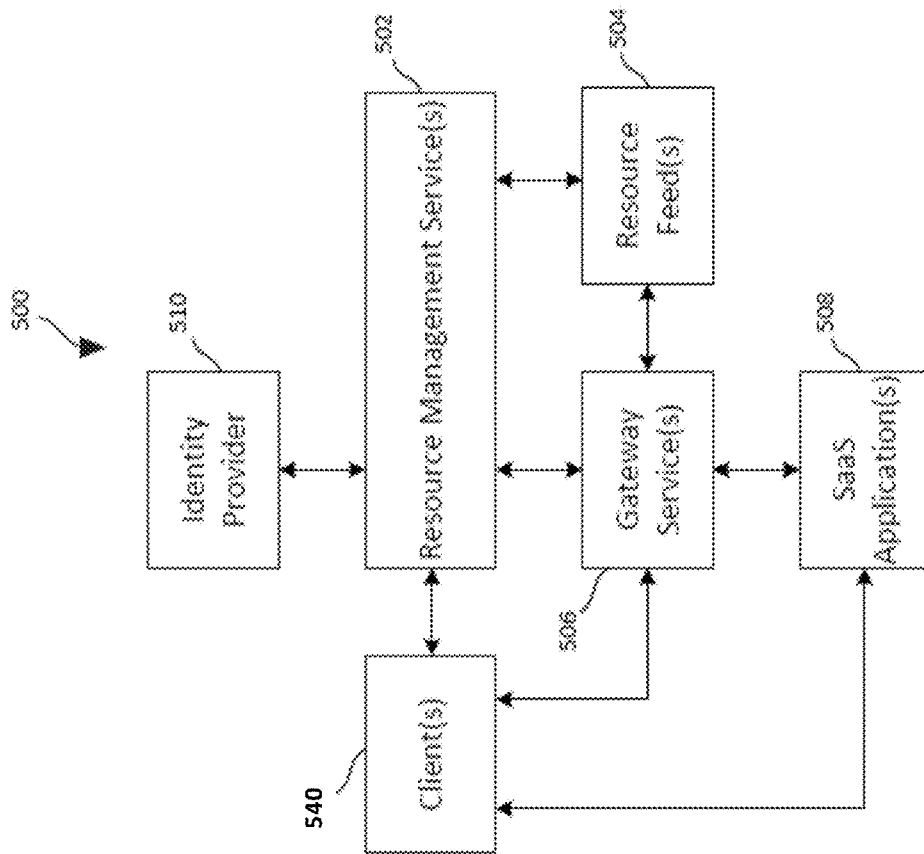 500
510
Identity
Provider
502
Resource Management Service(s)
540
Client(s)
504
Resource
Feed(s)
506
Gateway
Service(s)
508
SaaS
Application(s)